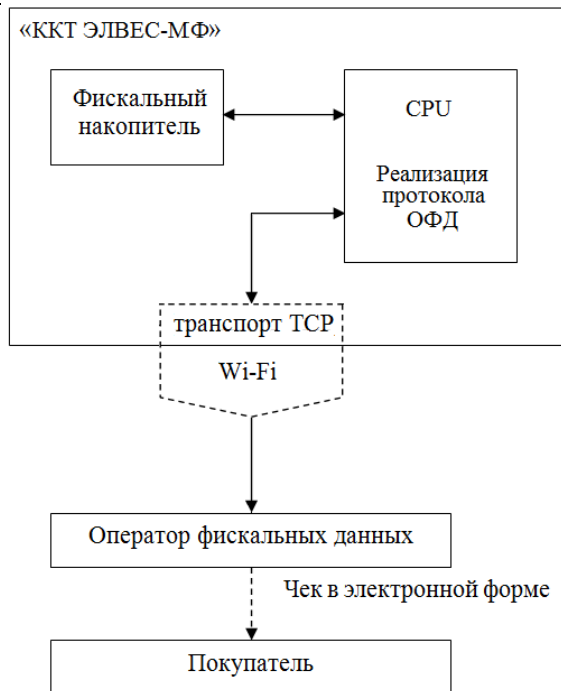 «ККТ ЭЛВЕС-МФ»
Фискальный
накопитель
CPU
Реализация
протокола
ОФД
транспорт TCP
Wi-Fi
Оператор фискальных данных
Чек в электронной форме
Покупатель